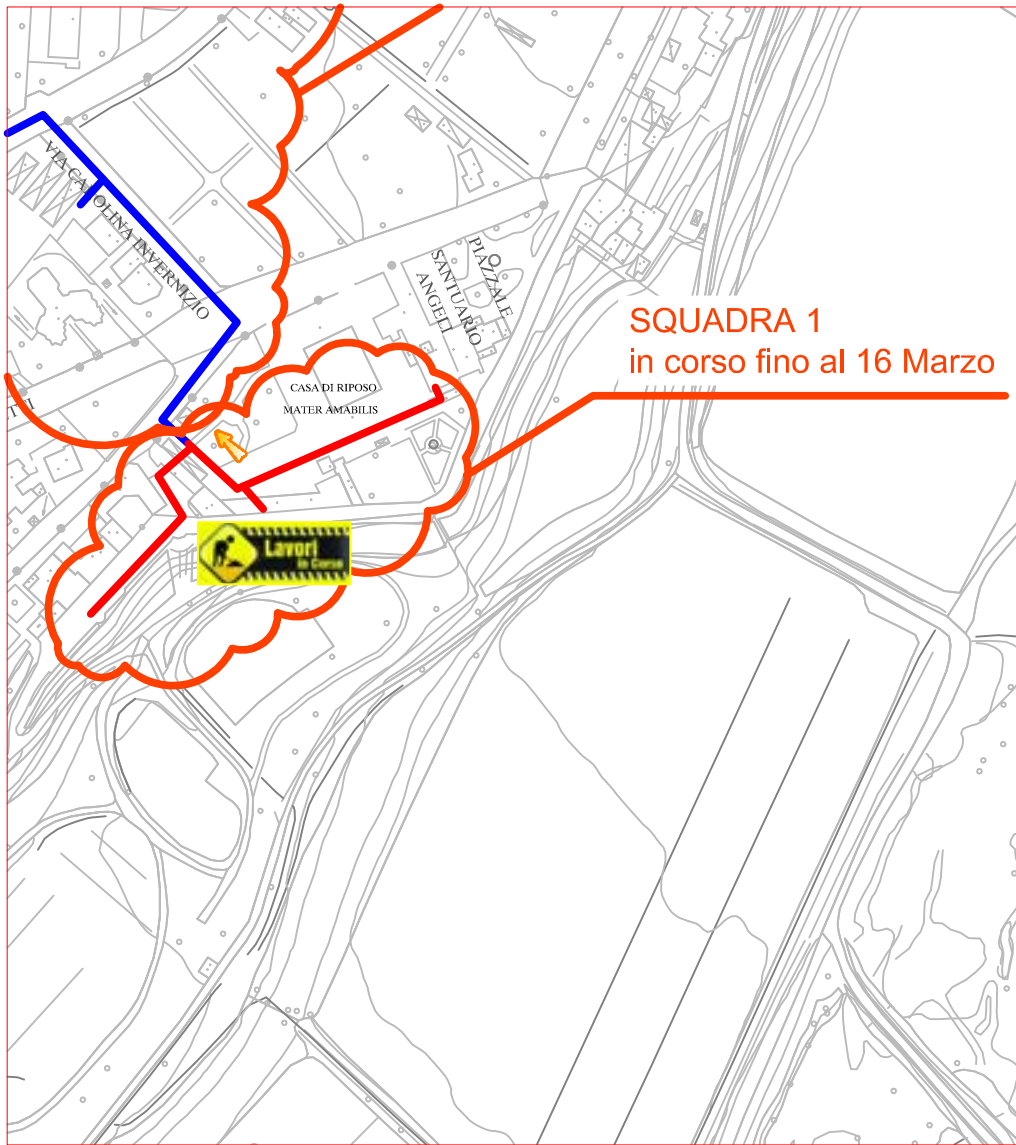 VIA CAROLINA INVERNIZIO
PIAZZALE
SANTUARIO
ANGELI
SQUADRA 1
in corso fino al 16 Marzo
CASA DI RIPOSO
MATER AMABILIS
Lavori
in Corso